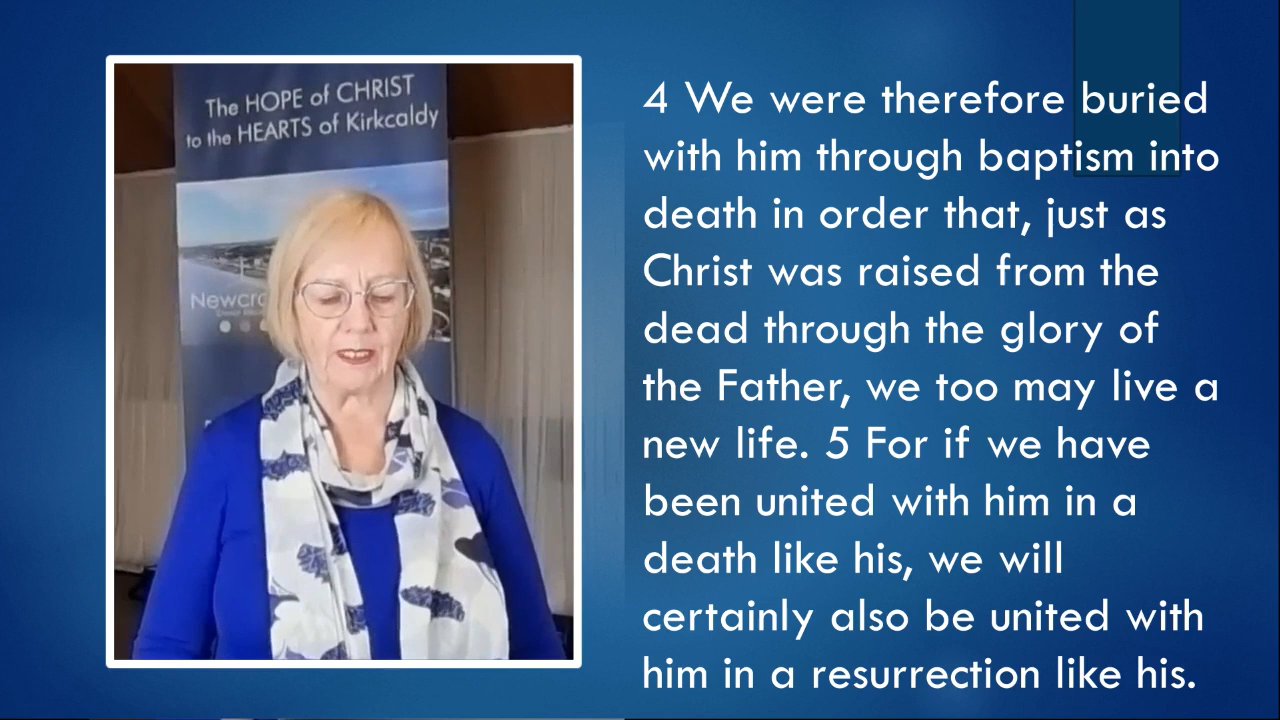 The HOPE of CHRIST
to the HEARTS of Kirkcaldy
4 We were therefore buried
with him through baptism into
death in order that, just as
Christ was raised from the
dead through the glory of
the Father, we too may live a
new life. 5 For if we have
been united with him in a
death like his, we will
certainly also be united with
him in a resurrection like his.